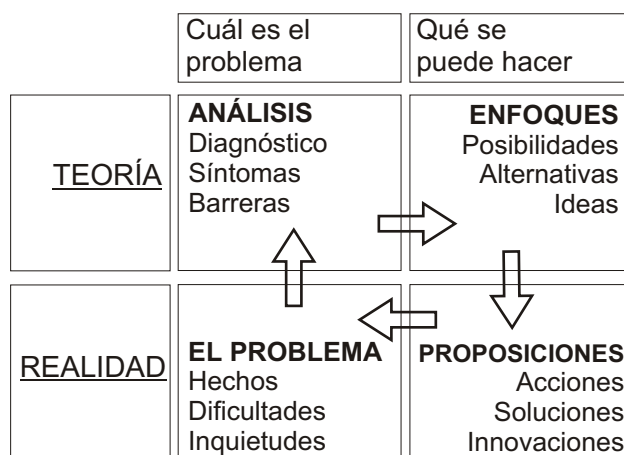 Cuál es el
problema
Qué se
puede hacer
TEORÍA
ANÁLISIS
Diagnóstico
Síntomas
Barreras
ENFOQUES
Posibilidades
Alternativas
Ideas
REALIDAD
EL PROBLEMA
Hechos
Dificultades
Inquietudes
PROPOSICIONES
Acciones
Soluciones
Innovaciones